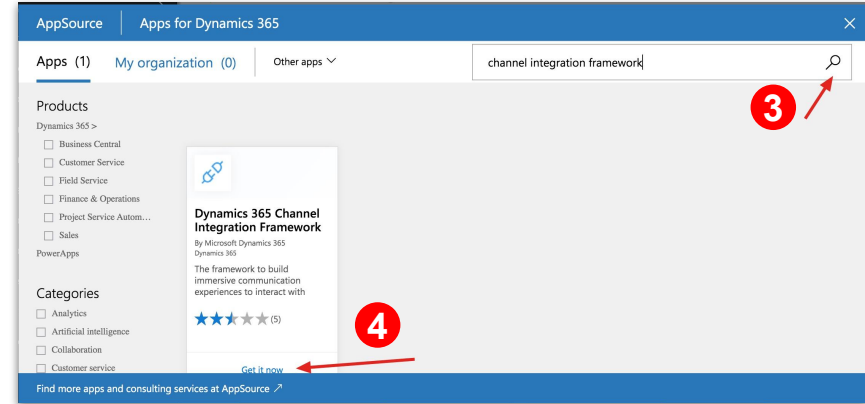 AppSource Apps for Dynamics 365
Apps (1) My organization (0) Other apps channel integration framework
3
Products
Dynamics 365 >
Business Central
Customer Service
Field Service
Finance & Operations
Project Service Autom...
Sales
PowerApps
Categories
Analytics
Artificial intelligence
Collaboration
Customer service
Dynamics 365 Channel
Integration Framework
By Microsoft Dynamics 365
Dynamics 365
The framework to build
immersive communication
experiences to interact with
(5)
4
Get it now
Find more apps and consulting services at AppSource